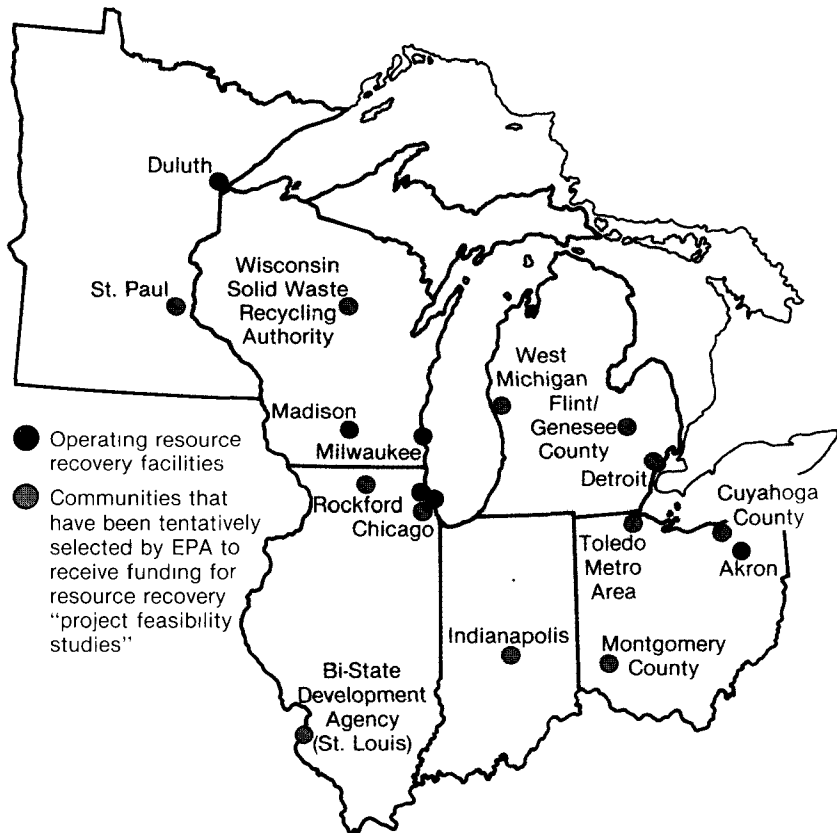 Duluth
St. Paul
Wisconsin
Solid Waste
Recycling
Authority
West
Michigan
Flint/
Genesee
County
Madison
Milwaukee
Detroit
Operating resource
recovery facilities
Rockford
Chicago
Cuyahoga
County
Communities that
have been tentatively
selected by EPA to
receive funding for
resource recovery
“project feasibility
studies”
Toledo
Metro
Area
Akron
Indianapolis
Montgomery
County
Bi-State
Development
Agency
(St. Louis)